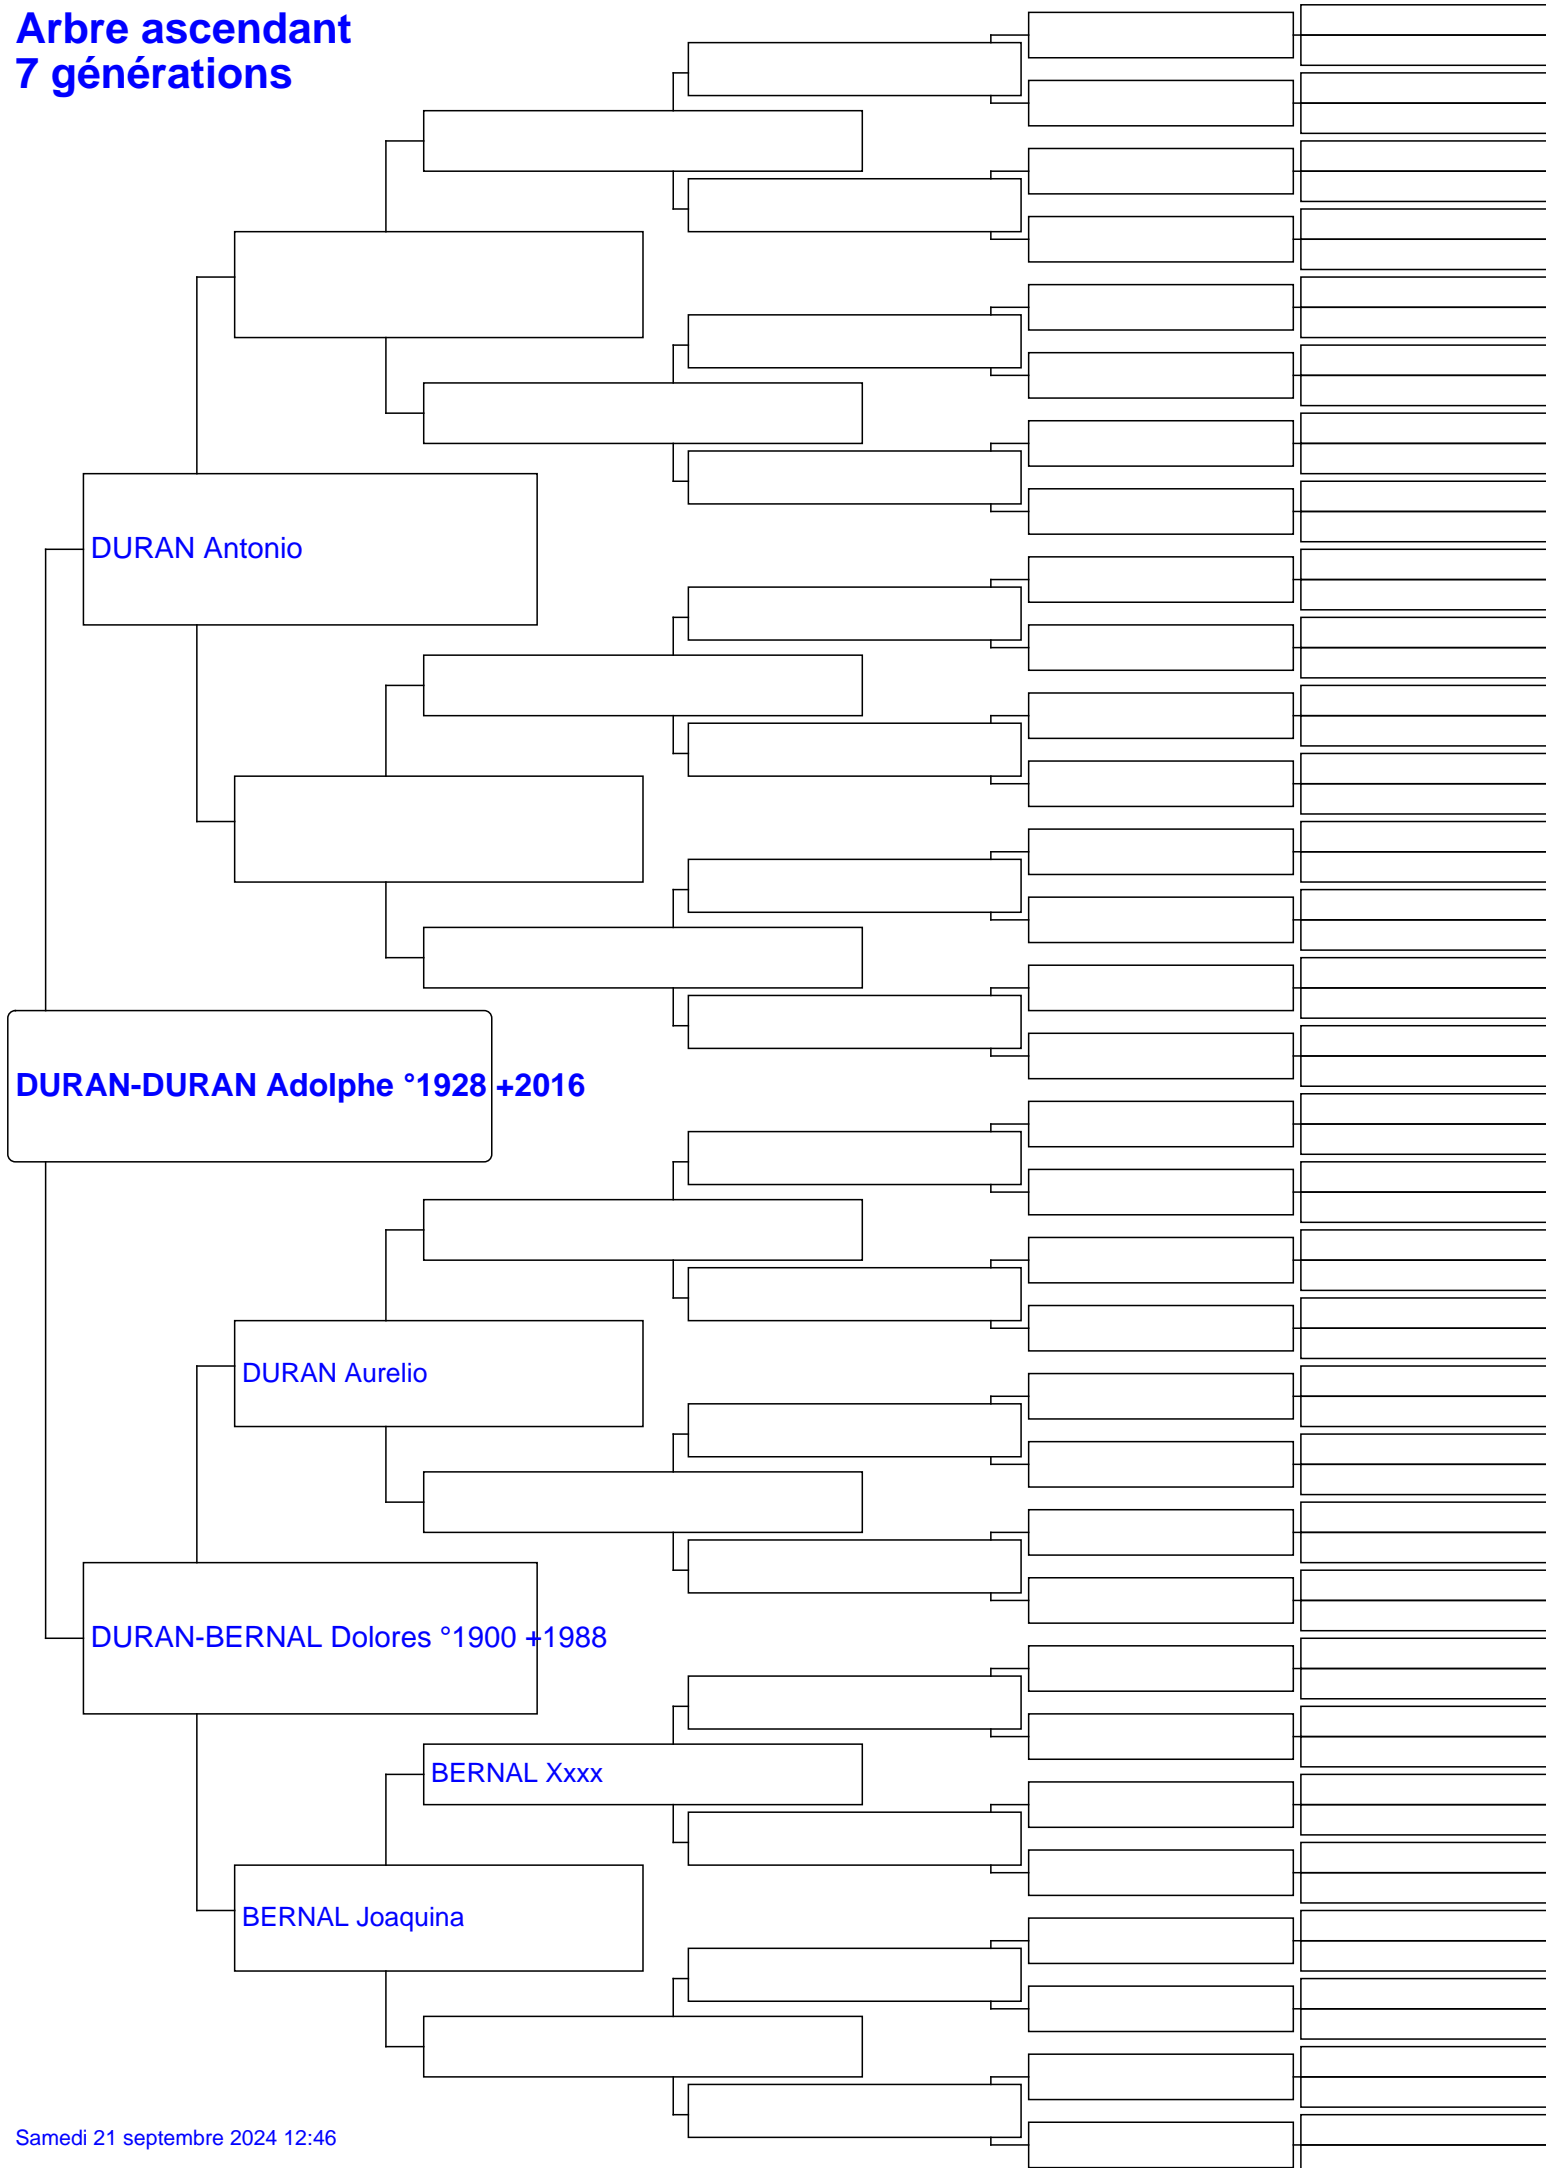 Arbre ascendant
7 générations
DURAN Antonio
DURAN-DURAN Adolphe °1928 +2016
DURAN Aurelio
DURAN-BERNAL Dolores °1900 +1988
BERNAL Xxxx
BERNAL Joaquina
Samedi 21 septembre 2024 12:46